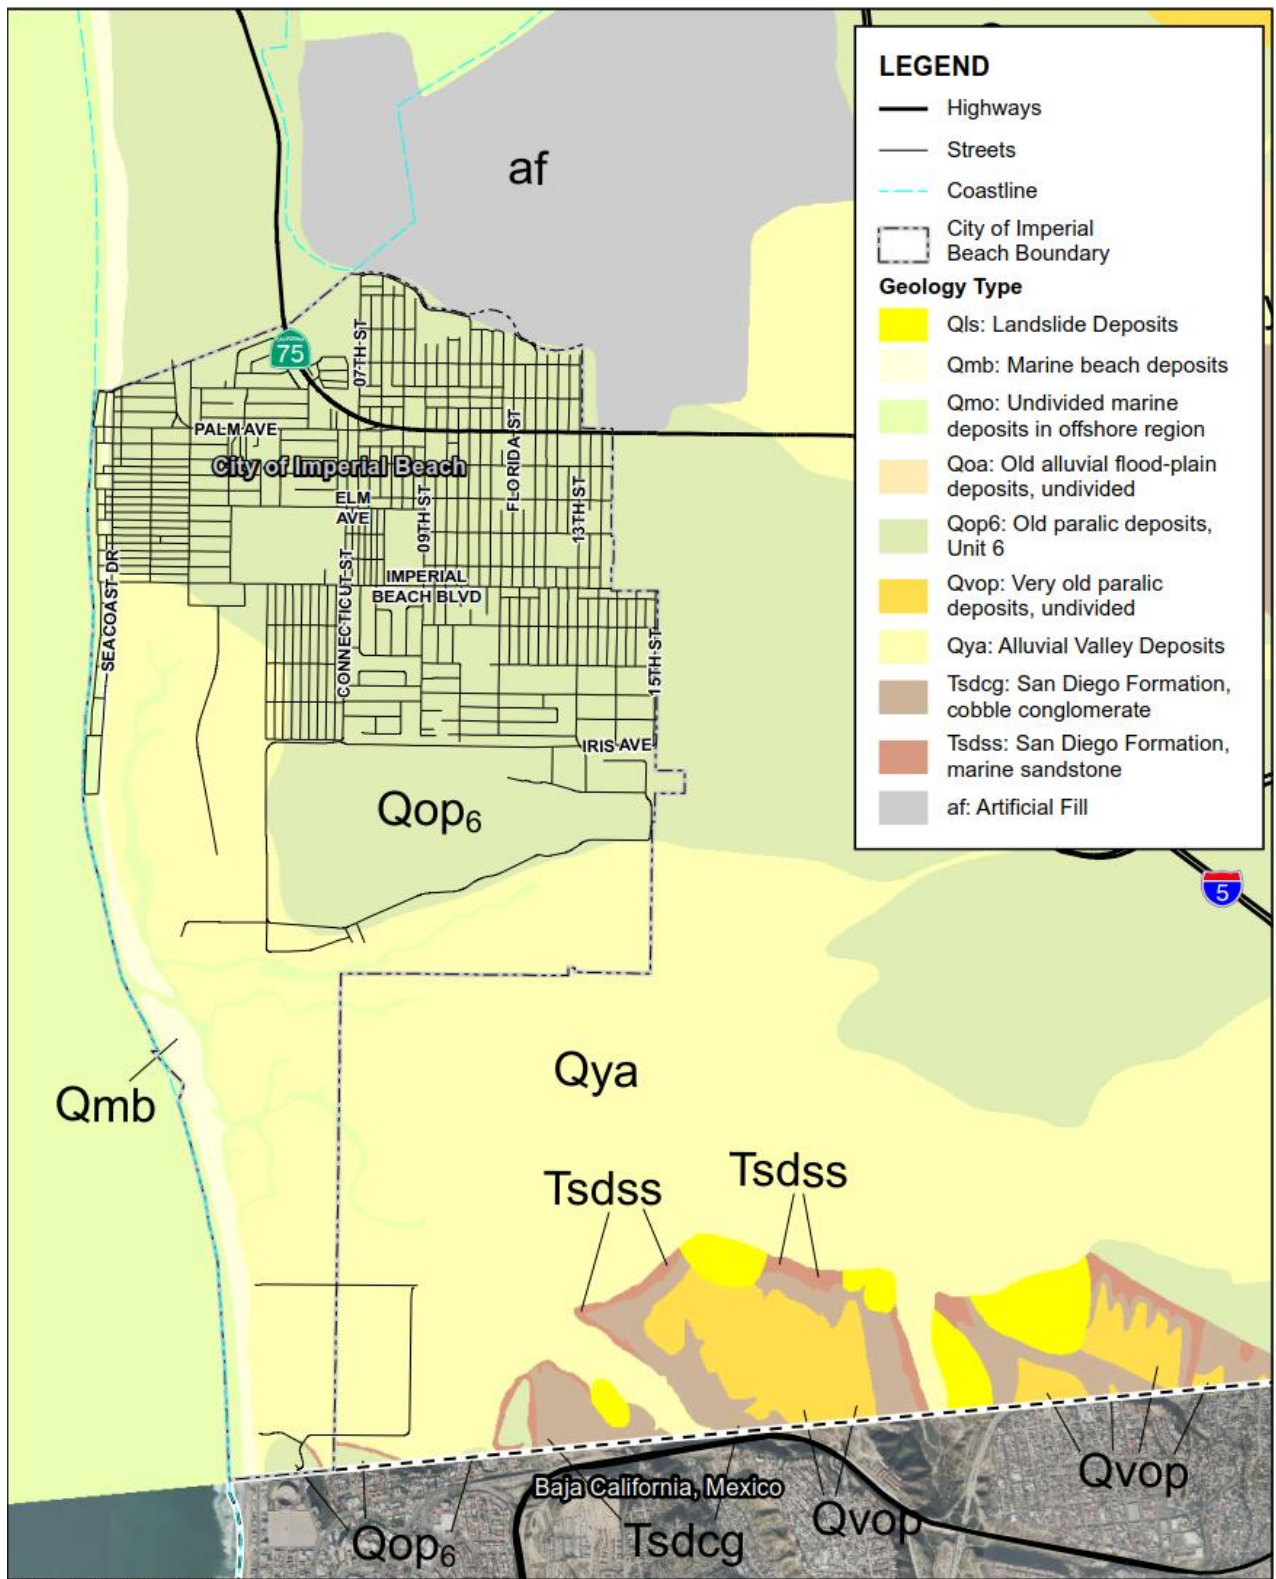 af
LEGEND
Highways
Streets
Coastline
City of Imperial
Beach Boundary
Geology Type
Qls: Landslide Deposits
Qmb: Marine beach deposits
Qmo: Undivided marine
deposits in offshore region
Qoa: Old alluvial flood-plain
deposits, undivided
Qop6: Old paralic deposits,
Unit 6
Qvop: Very old paralic
deposits, undivided
Qya: Alluvial Valley Deposits
Tsdcg: San Diego Formation,
cobble conglomerate
Tsdss: San Diego Formation,
marine sandstone
af: Artificial Fill
CALIFORNIA
75
07TH ST
PALM AVE
City of Imperial Beach
FLORIDA ST
ELM
AVE
09TH ST
13TH ST
SEACOAST DR
CONNECTICUT ST
IMPERIAL
BEACH BLVD
15TH ST
IRIS AVE
Qop6
5
Qya
Qmb
Tsdss
Tsdss
Baja California, Mexico
Qvop
Qvop
Tsdcg
Qop6